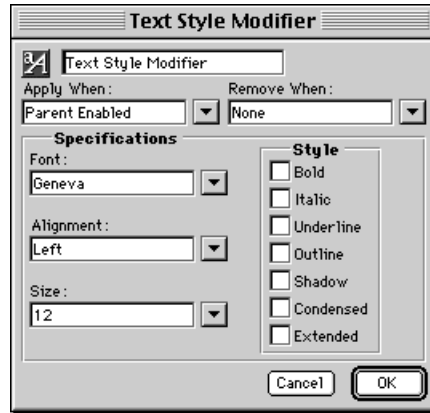 Text Style Modifier
aA Text Style Modifier
Apply When: Remove When:
Parent Enabled None
Specifications
Font:
Geneva
Alignment:
Left
Size:
12
Style
Bold
Italic
Underline
Outline
Shadow
Condensed
Extended
Cancel OK